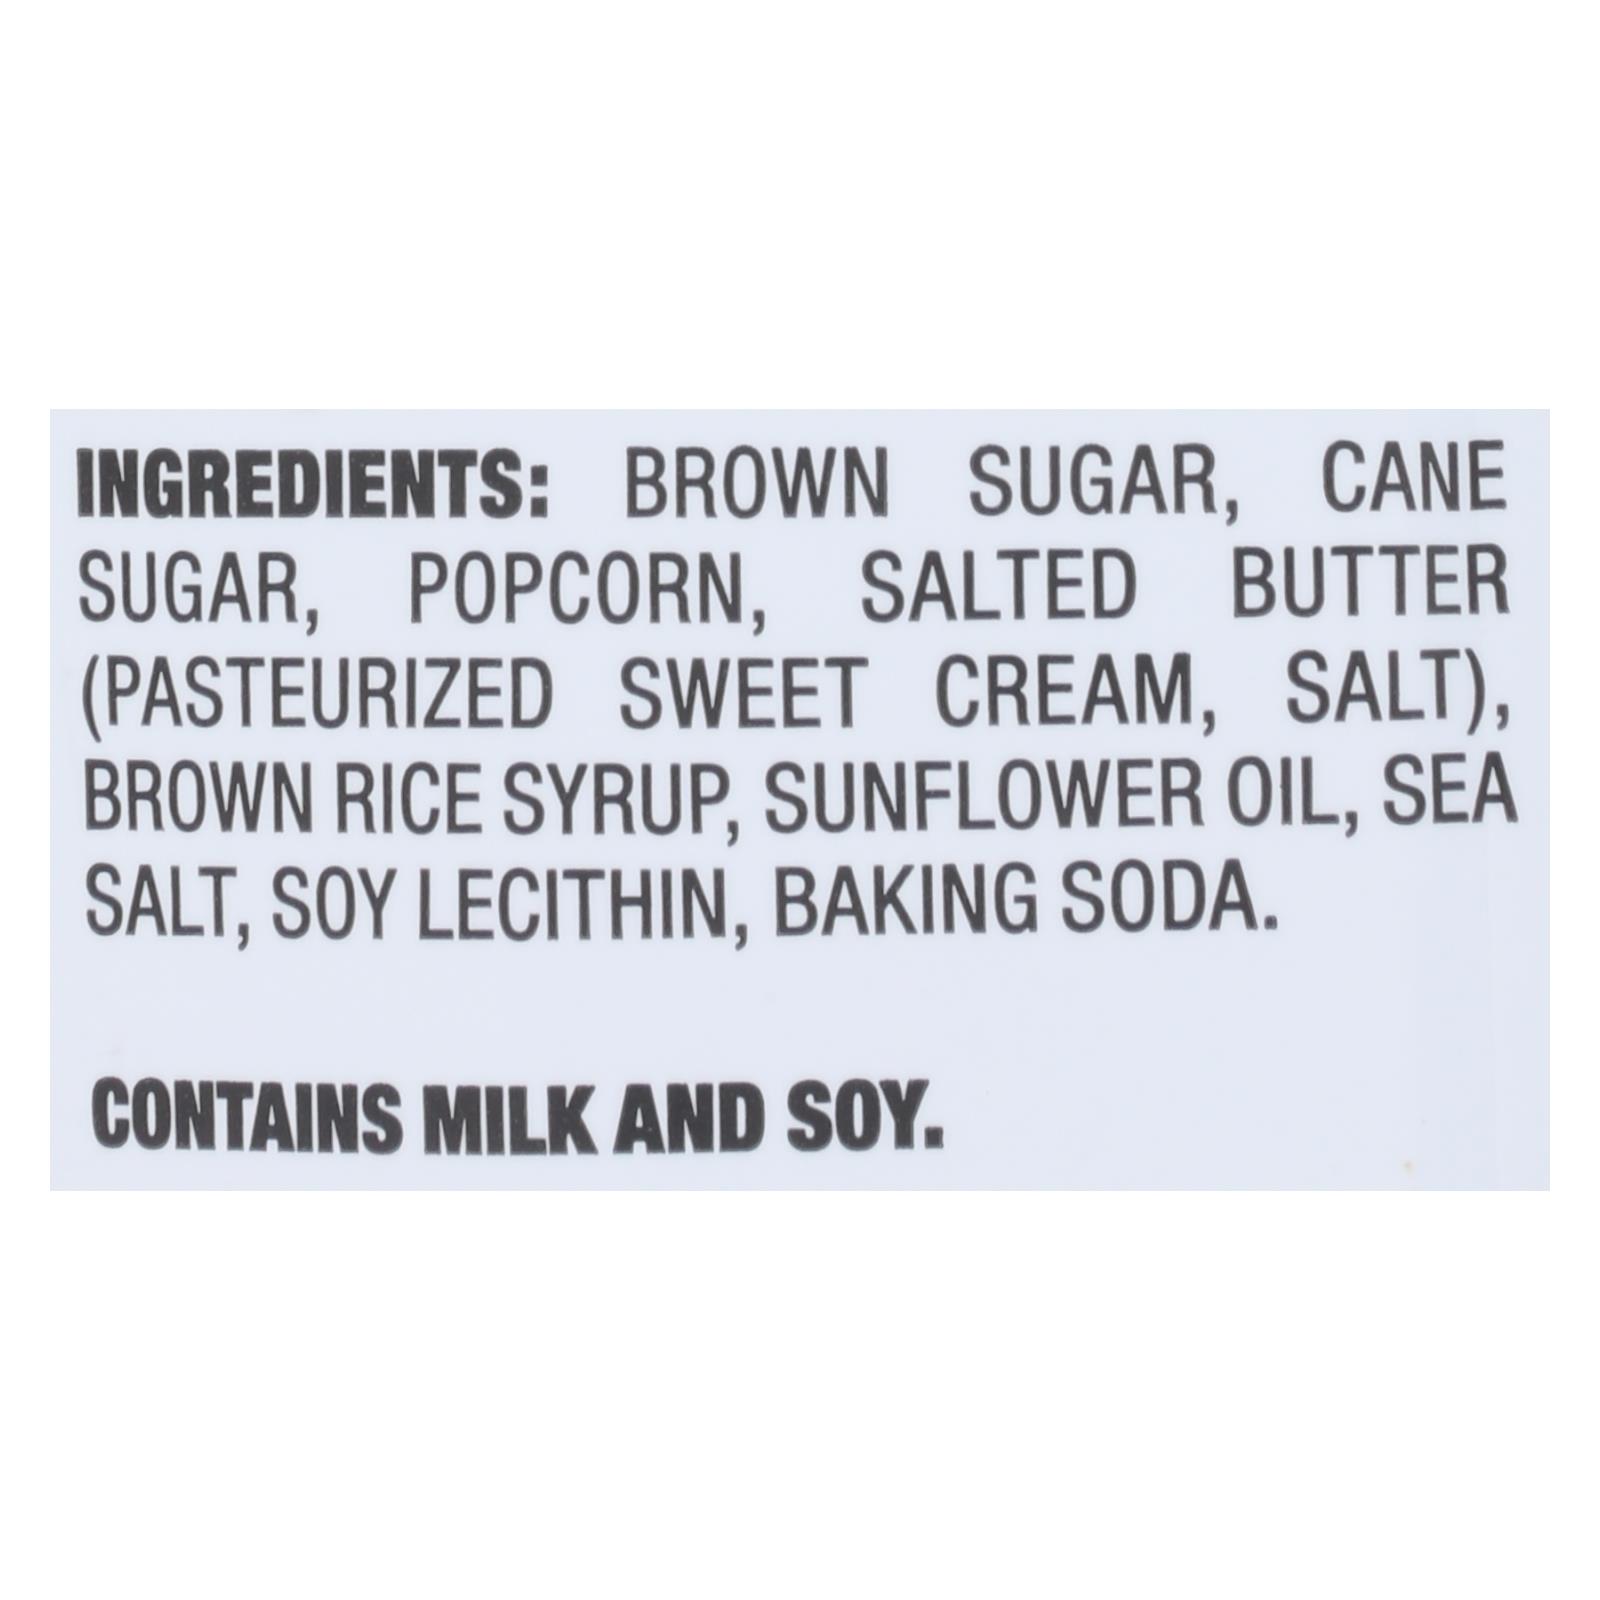 INGREDIENTS: BROWN SUGAR, CANE
SUGAR, POPCORN, SALTED BUTTER
(PASTEURIZED SWEET CREAM, SALT),
BROWN RICE SYRUP, SUNFLOWER OIL, SEA
SALT, SOY LECITHIN, BAKING SODA.
CONTAINS MILK AND SOY.